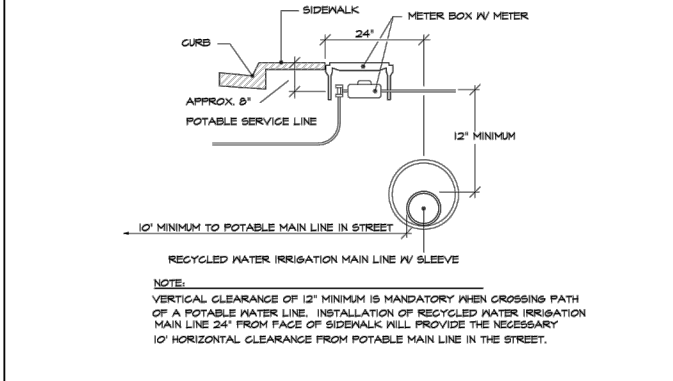 SIDEWALK
METER BOX W/ METER
24"
CURB
APPROX. 8"
POTABLE SERVICE LINE
12" MINIMUM
10' MINIMUM TO POTABLE MAIN LINE IN STREET
RECYCLED WATER IRRIGATION MAIN LINE W/ SLEEVE
NOTE:
VERTICAL CLEARANCE OF 12" MINIMUM IS MANDATORY WHEN CROSSING PATH
OF A POTABLE WATER LINE. INSTALLATION OF RECYCLED WATER IRRIGATION
MAIN LINE 24" FROM FACE OF SIDEWALK WILL PROVIDE THE NECESSARY
10' HORIZONTAL CLEARANCE FROM POTABLE MAIN LINE IN THE STREET.